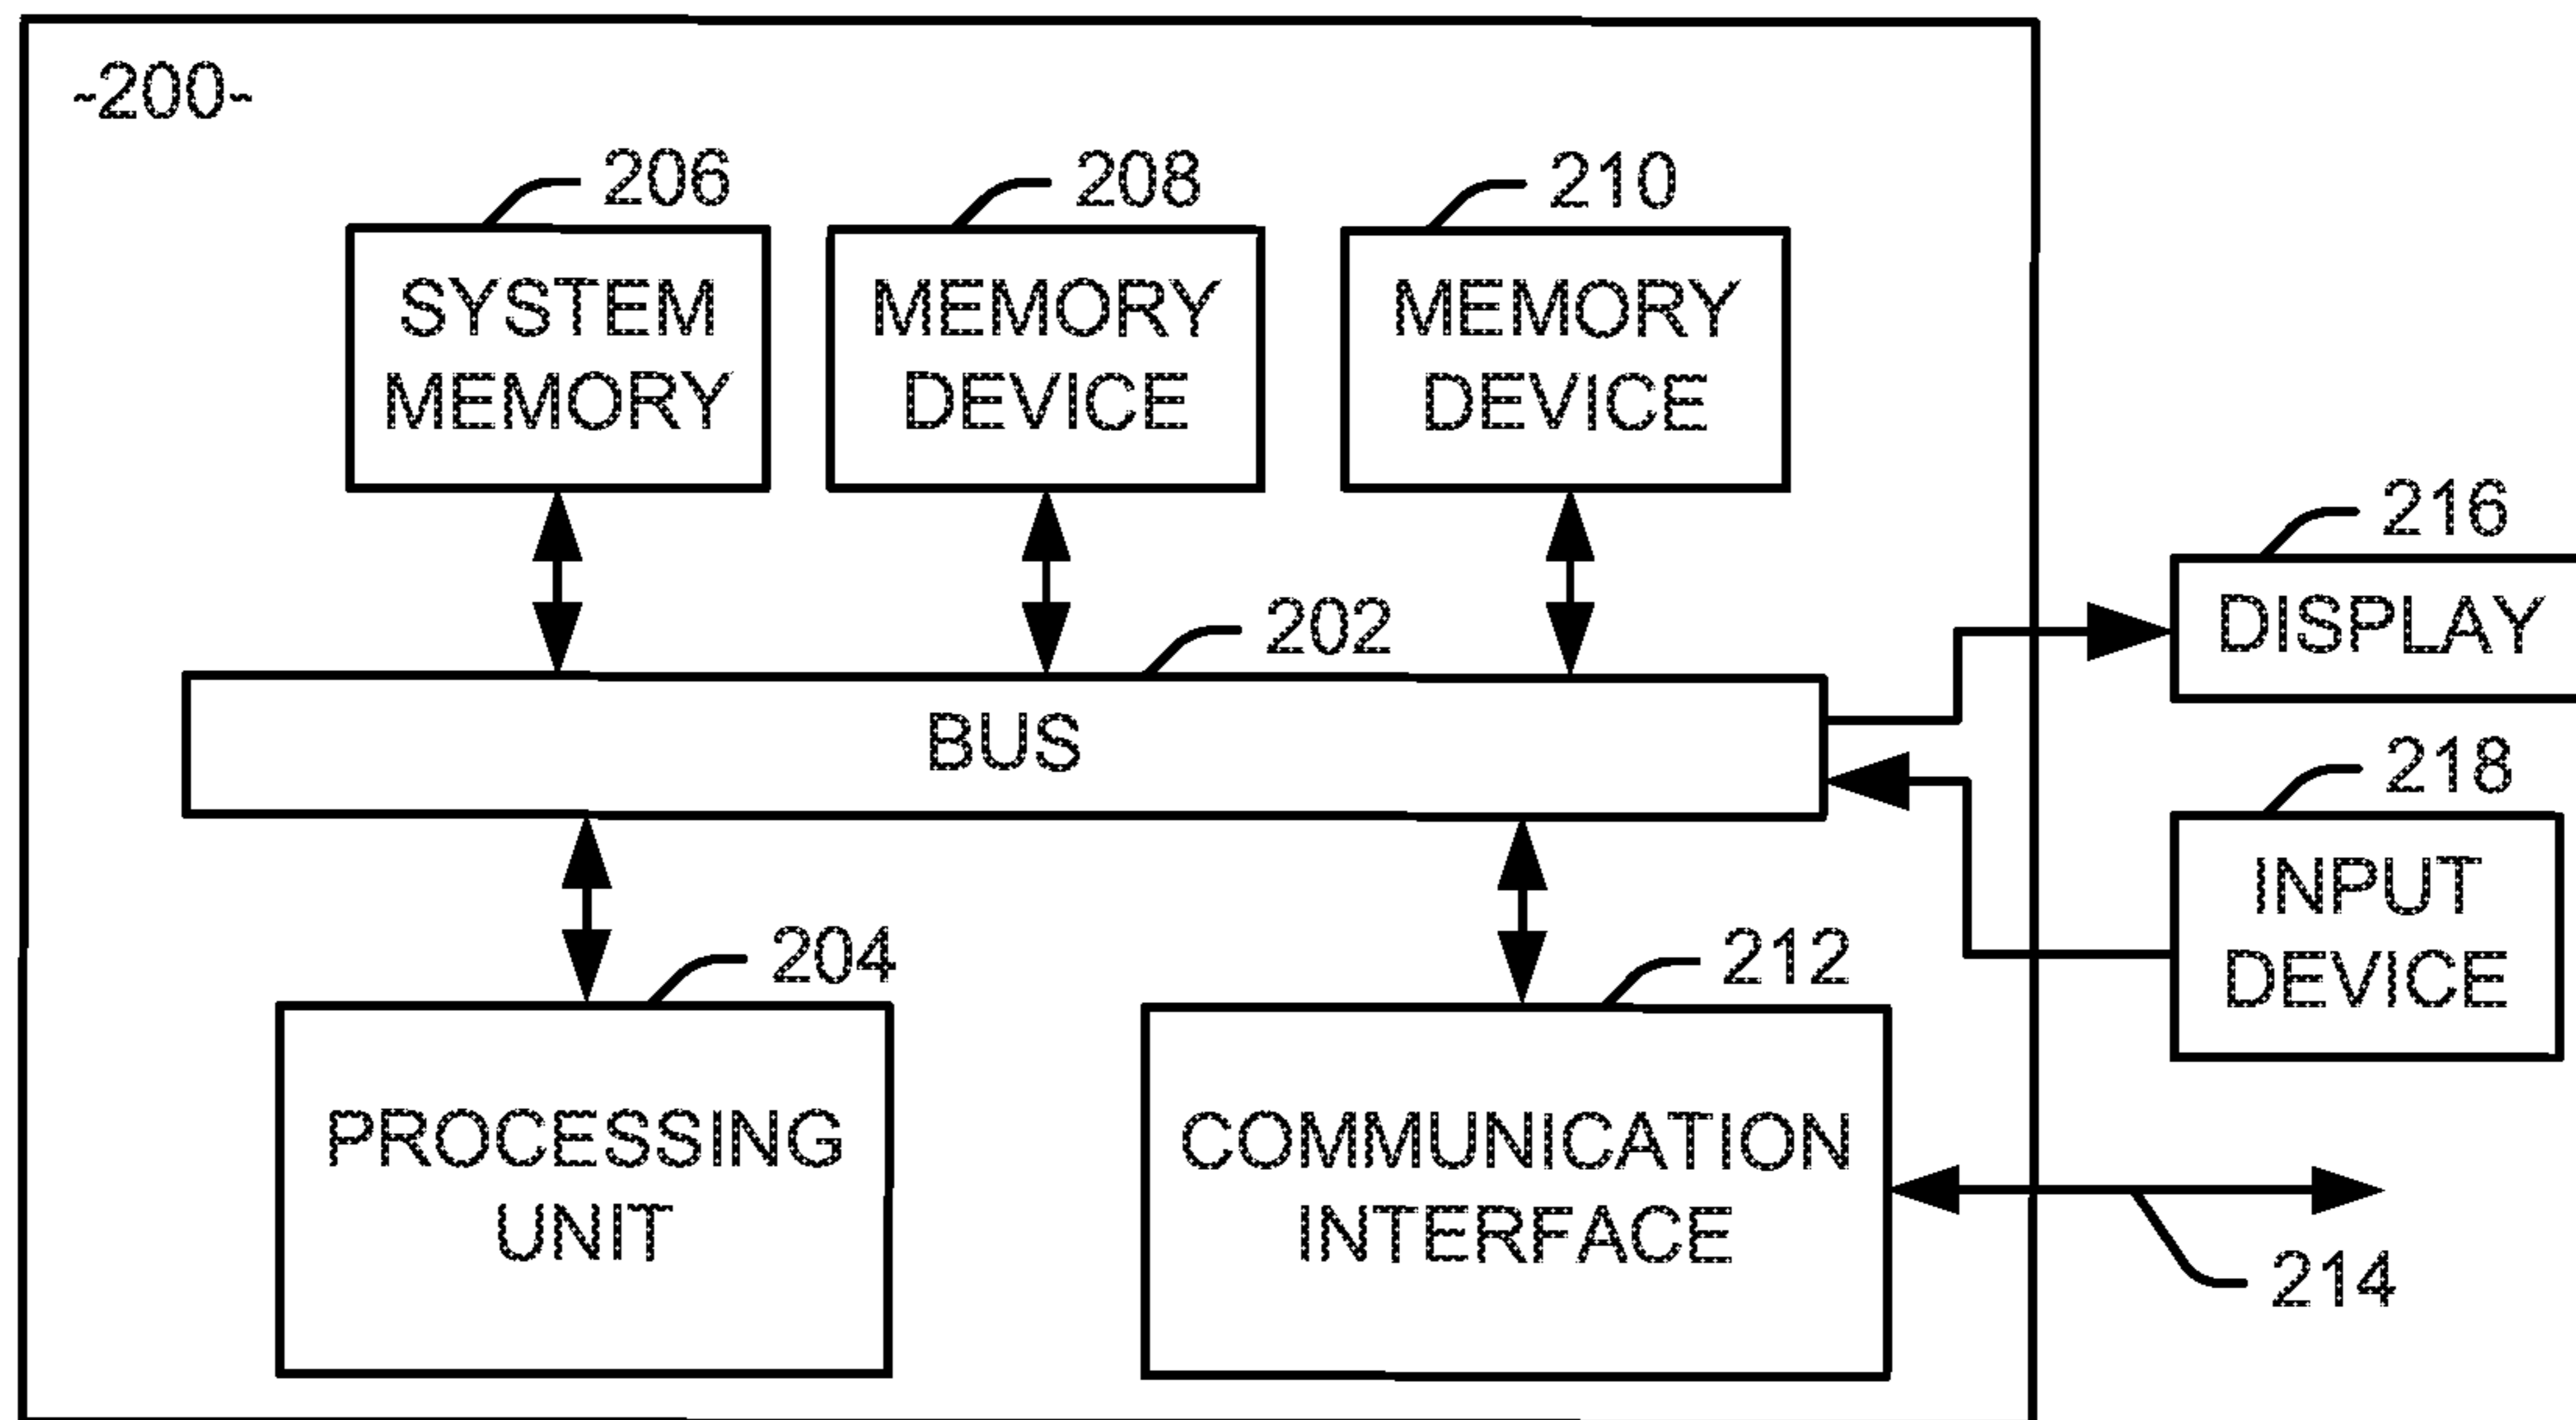 -200-
206
208
210
SYSTEM
MEMORY
MEMORY
DEVICE
MEMORY
DEVICE
216
DISPLAY
202
BUS
218
INPUT
DEVICE
204
212
PROCESSING
UNIT
COMMUNICATION
INTERFACE
214